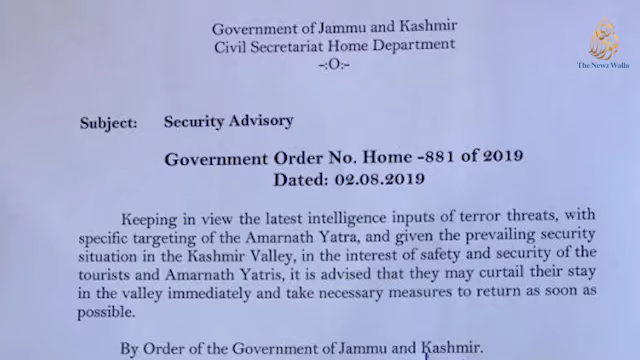 Government of Jammu and Kashmir
Civil Secretariat Home Department
-:O:-
The Newz Walla
Subject: Security Advisory
Government Order No. Home -881 of 2019
Dated: 02.08.2019
Keeping in view the latest intelligence inputs of terror threats, with
specific targeting of the Amarnath Yatra, and given the prevailing security
situation in the Kashmir Valley, in the interest of safety and security of the
tourists and Amarnath Yatris, it is advised that they may curtail their stay
in the valley immediately and take necessary measures to return as soon as
possible.
By Order of the Government of Jammu and Kashmir.